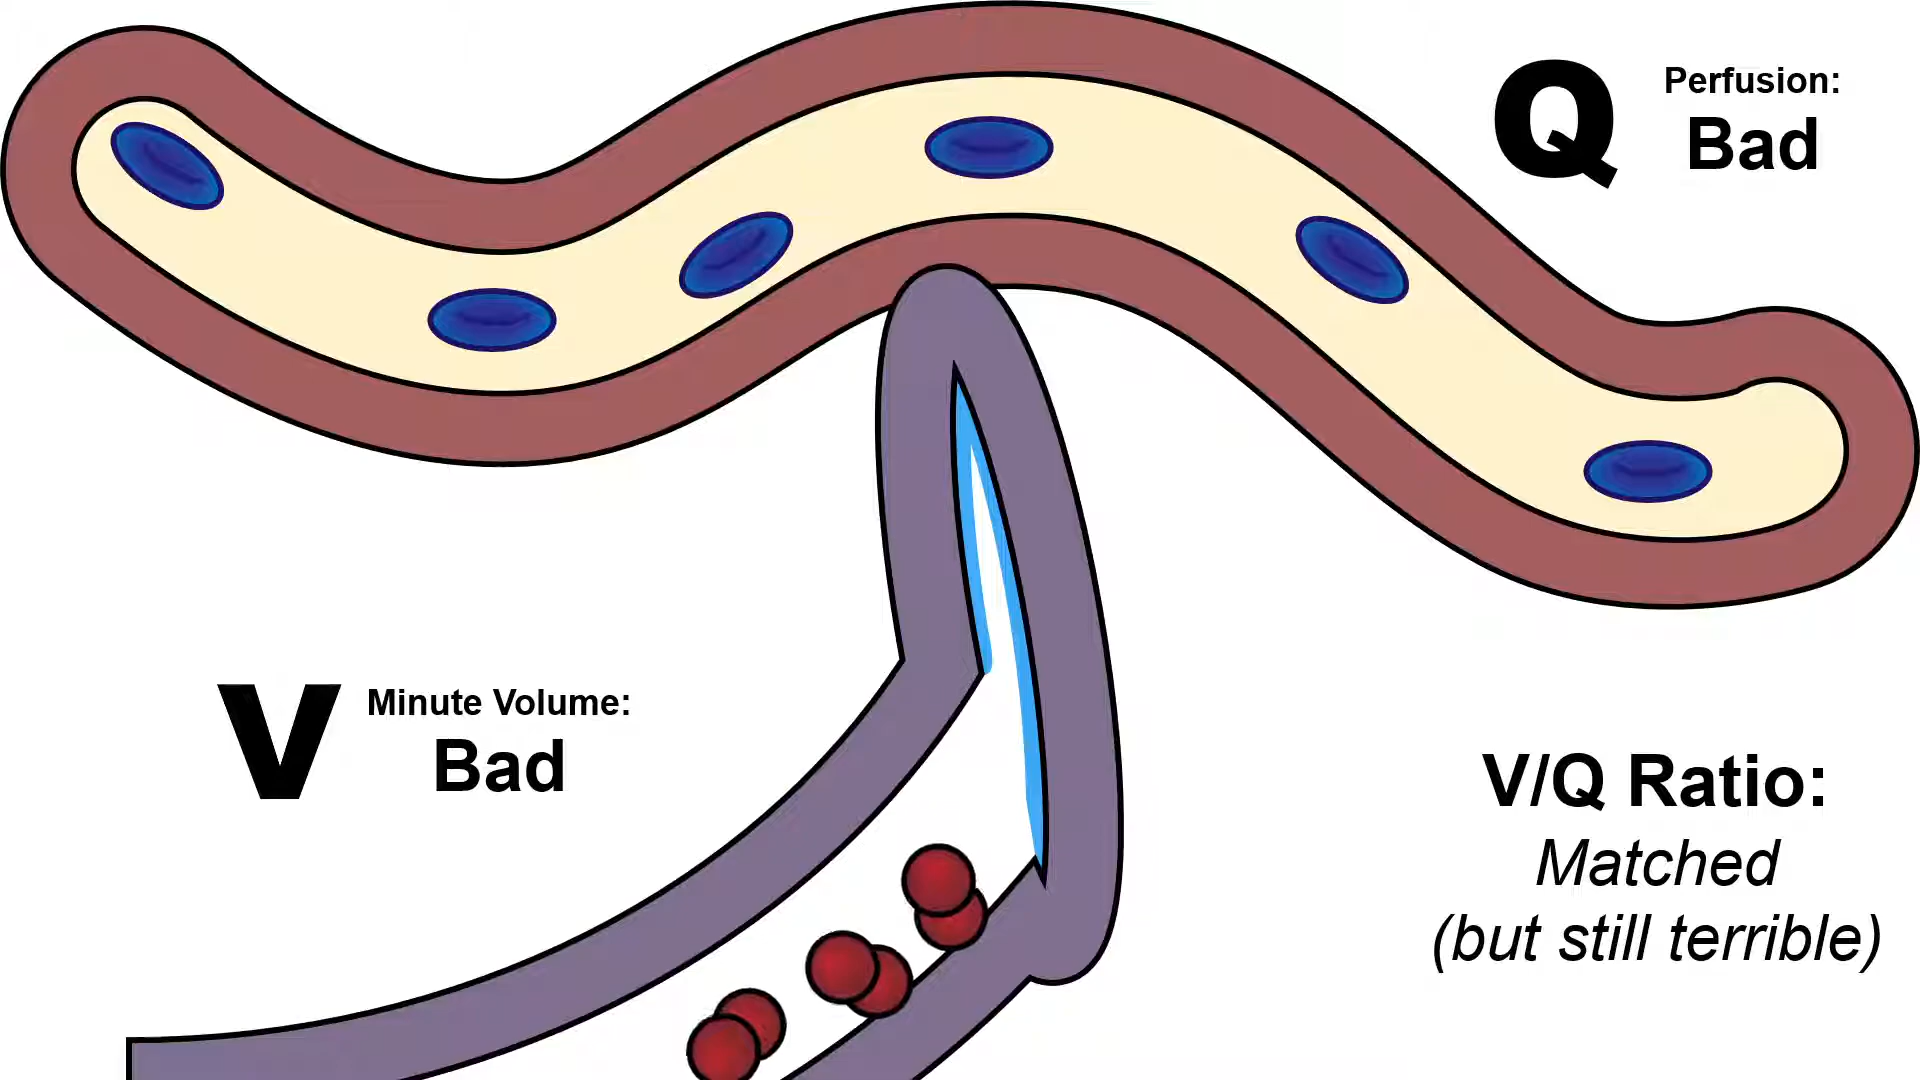 Q
Perfusion:
Bad
V
Minute Volume:
Bad
V/Q Ratio:
Matched
(but still terrible)